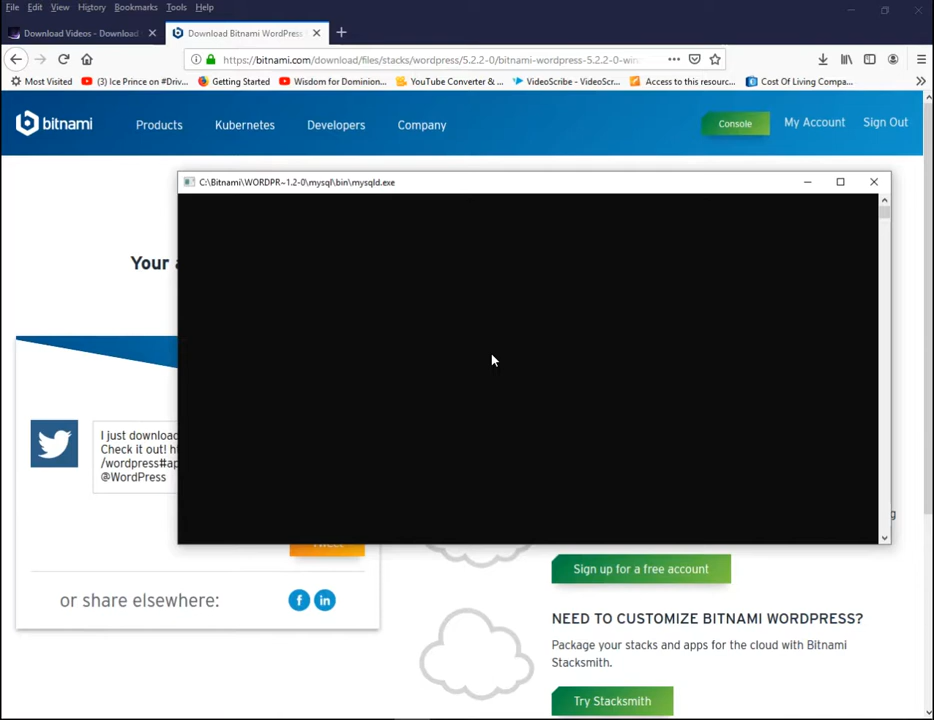 File Edit View History Bookmarks Tools Help
Download Videos - Download
Download Bitnami WordPress
https://bitnami.com/download/files/stacks/wordpress/5.2.2-0/bitnami-wordpress-5.2.2-0-win
Most Visited
(3) Ice Prince on #Driv...
Getting Started
Wisdom for Dominion...
YouTube Converter &...
VideoScribe - VideoScr...
Access to this resourc...
Cost Of Living Compa...
bitnami
Products
Kubernetes
Developers
Company
Console
My Account
Sign Out
C:\Bitnami\WORDPR~1.2-0\mysql\bin\mysqld.exe
Your a
I just download
Check it out! h
/wordpress#ap
@WordPress
Tweet
or share elsewhere:
g
Sign up for a free account
NEED TO CUSTOMIZE BITNAMI WORDPRESS?
Package your stacks and apps for the cloud with Bitnami
Stacksmith.
Try Stacksmith